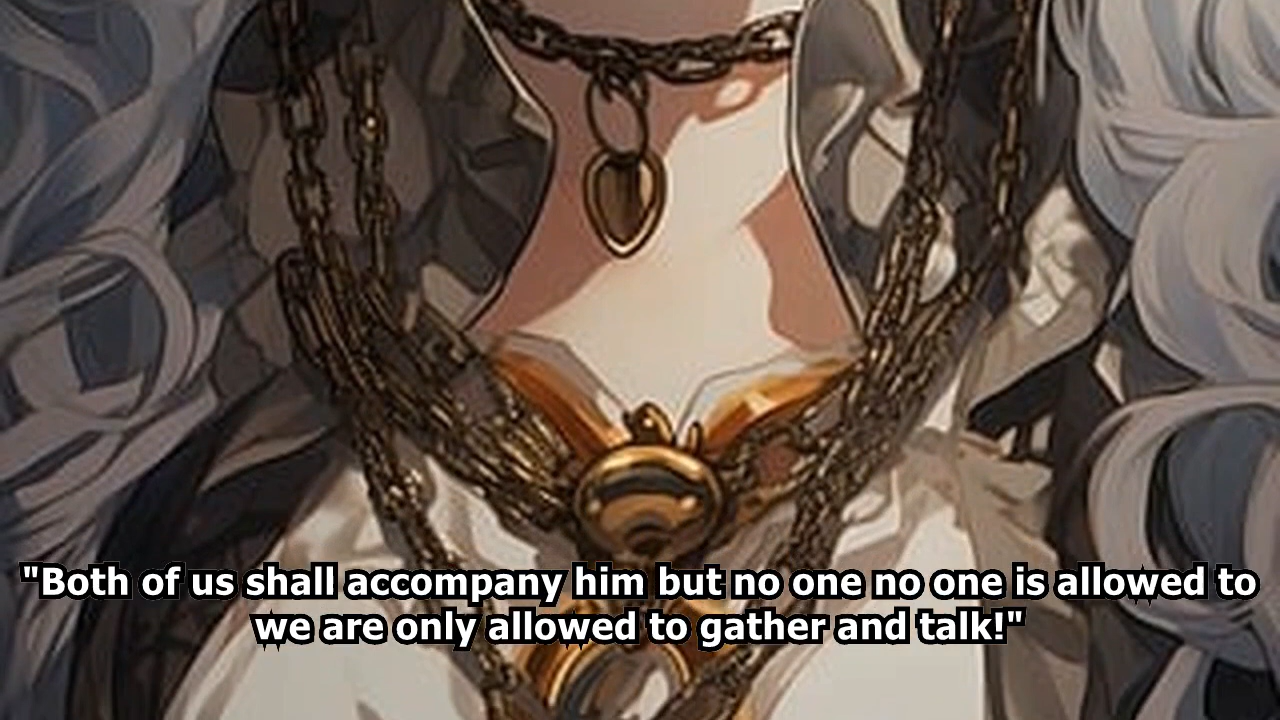 "Both of us shall accompany him but no one no one is allowed to
we are only allowed to gather and talk!"